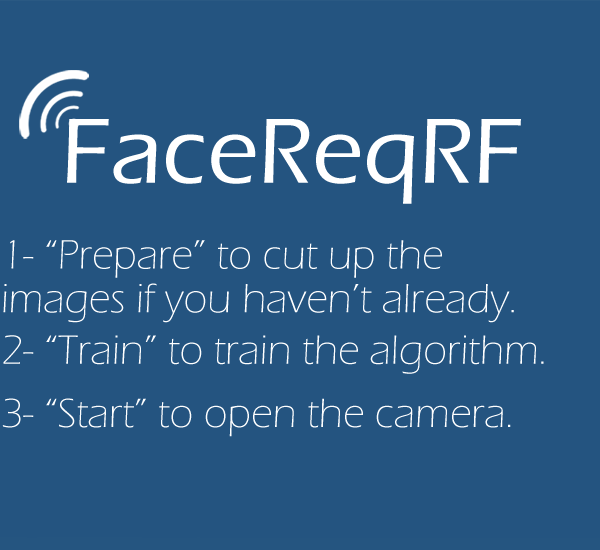 FaceReqRF
1- “Prepare” to cut up the
images if you haven’t already.
2- “Train” to train the algorithm.
3- “Start” to open the camera.